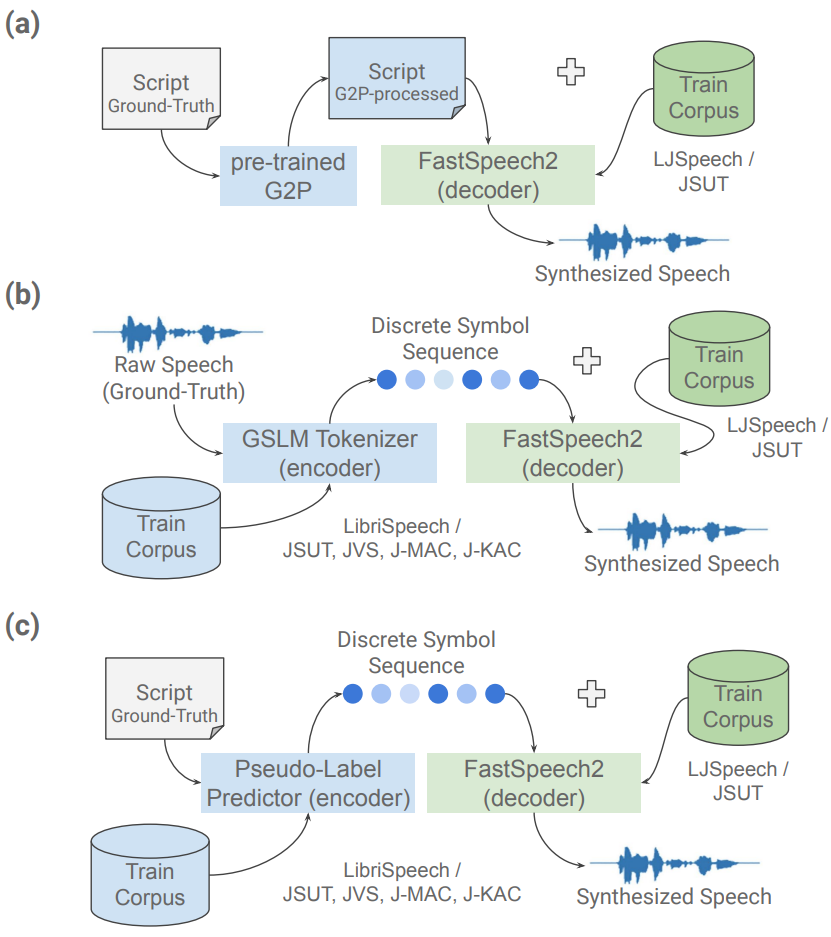 (a)
Script
Ground-Truth
Script
G2P-processed
Train
Corpus
pre-trained
G2P
FastSpeech2
(decoder)
LJSpeech /
JSUT
Synthesized Speech
(b)
Raw Speech
(Ground-Truth)
Discrete Symbol
Sequence
Train
Corpus
GSLM Tokenizer
(encoder)
FastSpeech2
(decoder)
LJSpeech /
JSUT
Train
Corpus
LibriSpeech /
JSUT, JVS, J-MAC, J-KAC
Synthesized Speech
(c)
Script
Ground-Truth
Discrete Symbol
Sequence
Train
Corpus
Pseudo-Label
Predictor (encoder)
FastSpeech2
(decoder)
LJSpeech /
JSUT
Train
Corpus
LibriSpeech /
JSUT, JVS, J-MAC, J-KAC
Synthesized Speech